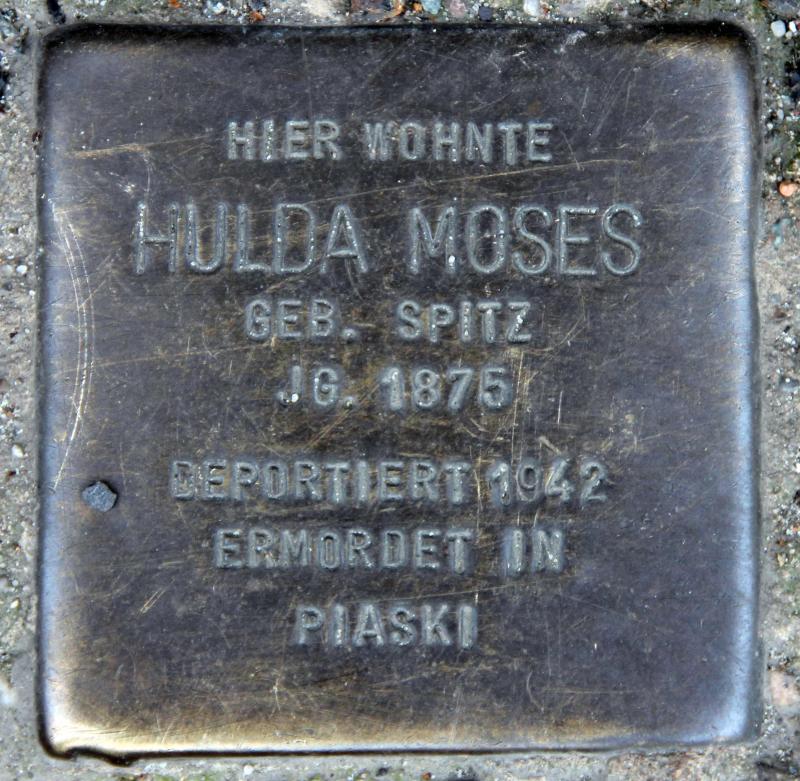 HIER WOHNTE
HULDA MOSES
GEB. SPITZ
JG. 1875
DEPORTIERT 1942
ERMORDET IN
PIASKI